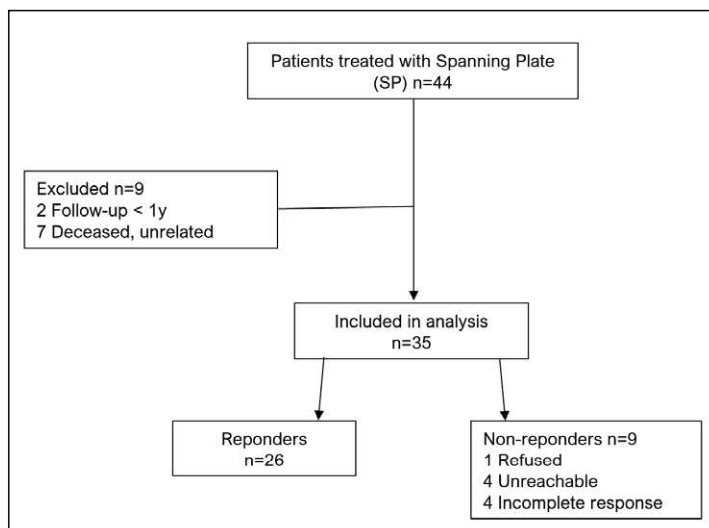 Patients treated with Spanning Plate
(SP) n=44
Excluded n=9
2 Follow-up < 1y
7 Deceased, unrelated
Included in analysis
n=35
Reponders
n=26
Non-reponders n=9
1 Refused
4 Unreachable
4 Incomplete response